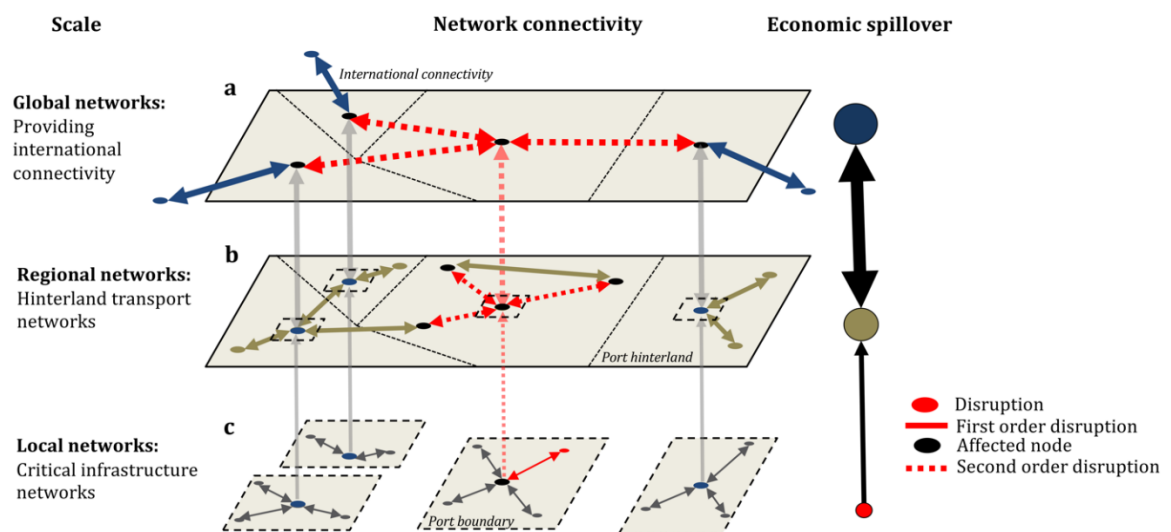 Scale
Network connectivity
Economic spillover
International connectivity
a
Global networks:
Providing
international
connectivity
b
Regional networks:
Hinterland transport
networks
Port hinterland
c
Local networks:
Critical infrastructure
networks
Port boundary
Disruption
First order disruption
Affected node
Second order disruption